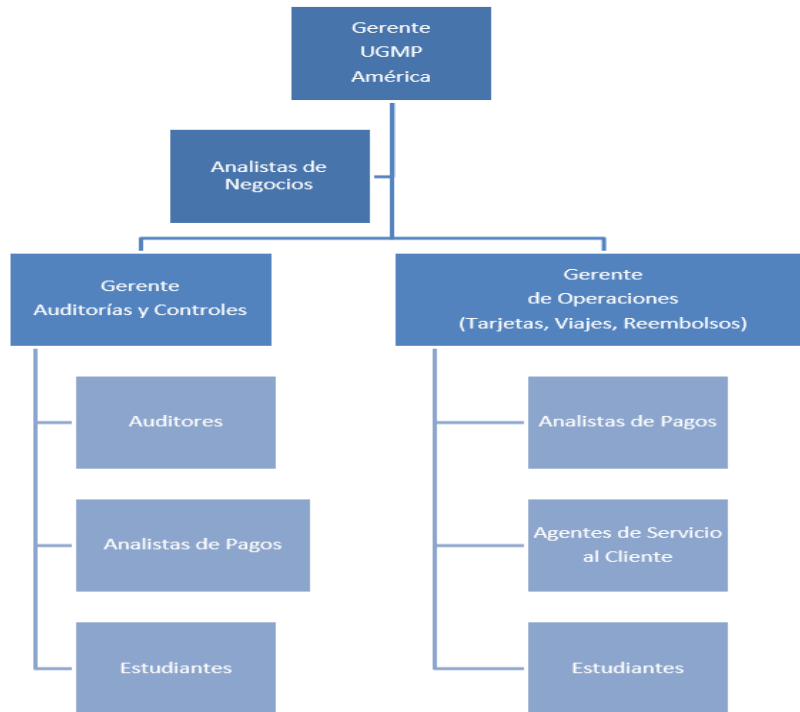 Gerente
UGMP
América
Analistas de
Negocios
Gerente
Auditorías y Controles
Gerente
de Operaciones
(Tarjetas, Viajes, Reembolsos)
Auditores
Analistas de Pagos
Estudiantes
Analistas de Pagos
Agentes de Servicio
al Cliente
Estudiantes